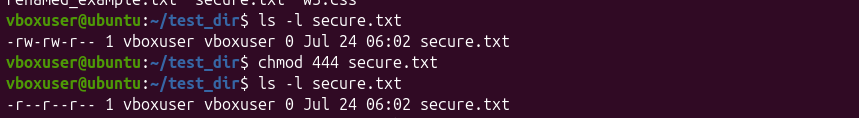 renamed_example.txt  secure.txt  w3.css
vboxuser@ubuntu:~/test_dir$ ls -l secure.txt
-rw-rw-r-- 1 vboxuser vboxuser 0 Jul 24 06:02 secure.txt
vboxuser@ubuntu:~/test_dir$ chmod 444 secure.txt
vboxuser@ubuntu:~/test_dir$ ls -l secure.txt
-r--r--r-- 1 vboxuser vboxuser 0 Jul 24 06:02 secure.txt